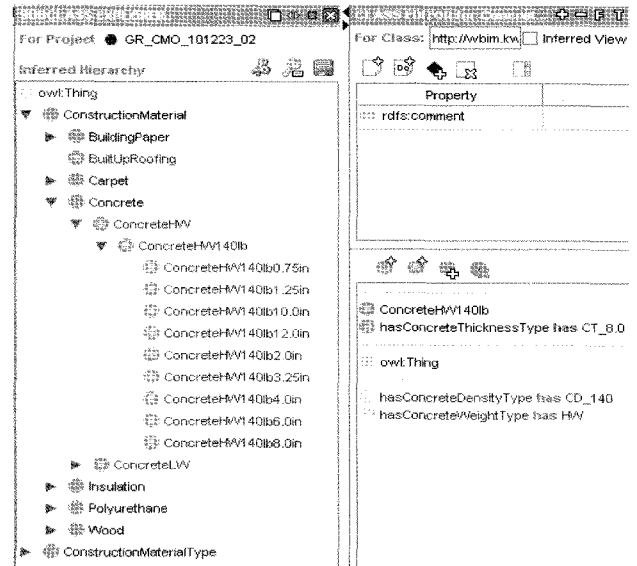 For Project GR_CMO_101223_02
Inferred Hierarchy
owl:Thing
ConstructionMaterial
BuildingPaper
BuiltUpRoofing
Carpet
Concrete
ConcreteHW
ConcreteHW140lb
ConcreteHW140lb0.75in
ConcreteHW140lb1.25in
ConcreteHW140lb10.0in
ConcreteHW140lb12.0in
ConcreteHW140lb2.0in
ConcreteHW140lb3.25in
ConcreteHW140lb4.0in
ConcreteHW140lb6.0in
ConcreteHW140lb8.0in
ConcreteLW
Insulation
Polyurethane
Wood
ConstructionMaterialType
For Class: http://wbim.kw Inferred View
Property
rdfs:comment
ConcreteHW140lb
hasConcreteThicknessType has CT_8.0
owl:Thing
hasConcreteDensityType has CD_140
hasConcreteWeightType has HW